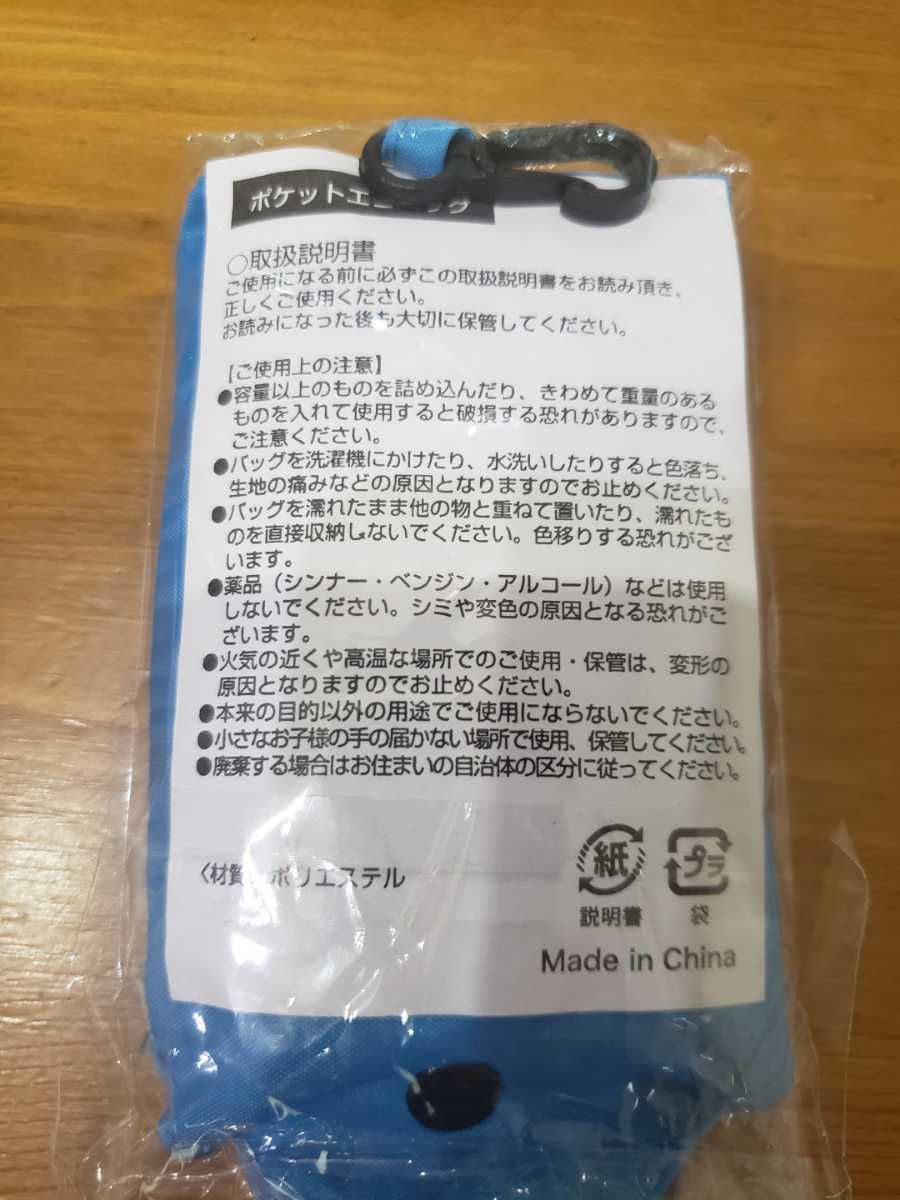 ポケットエコバッグ
○取扱説明書
ご使用になる前に必ずこの取扱説明書をお読み頂き、
正しくご使用ください。
お読みになった後も大切に保管してください。
【ご使用上の注意】
●容量以上のものを詰め込んだり、きわめて重量のある
ものを入れて使用すると破損する恐れがありますので、
ご注意ください。
●バッグを洗濯機にかけたり、水洗いしたりすると色落ち、
生地の痛みなどの原因となりますのでお止めください。
●バッグを濡れたまま他の物と重ねて置いたり、濡れたも
のを直接収納しないでください。色移りする恐れがござ
います。
●薬品（シンナー・ベンジン・アルコール）などは使用
しないでください。シミや変色の原因となる恐れがご
ざいます。
●火気の近くや高温な場所でのご使用・保管は、変形の
原因となりますのでお止めください。
●本来の目的以外の用途でご使用にならないでください。
●小さなお子様の手の届かない場所で使用、保管してください。
●廃棄する場合はお住まいの自治体の区分に従ってください。
〈材質〉ポリエステル
紙
説明書
プラ
袋
Made in China